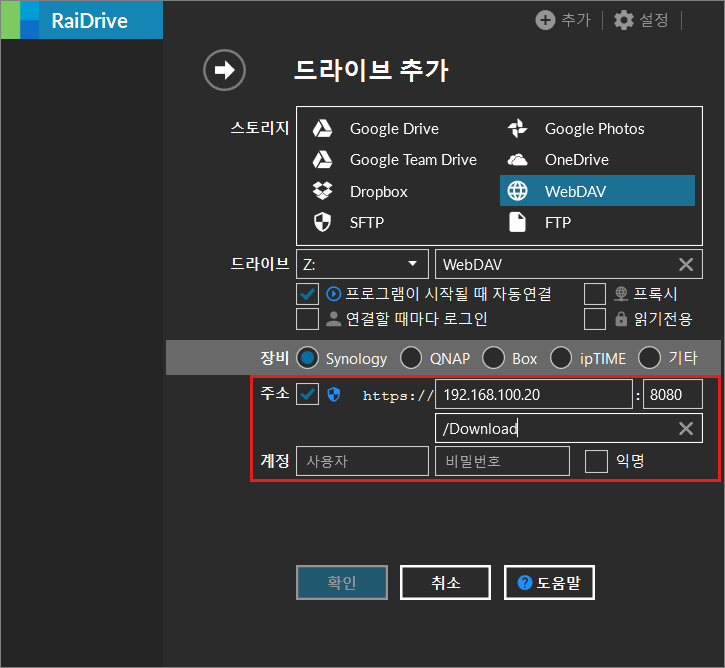 RaiDrive
추가 설정
드라이브 추가
스토리지 Google Drive Google Photos
Google Team Drive OneDrive
Dropbox WebDAV
SFTP FTP
드라이브 Z: WebDAV
프로그램이 시작될 때 자동연결 프록시
연결할 때마다 로그인 읽기전용
장비 Synology QNAP Box ipTIME 기타
주소 https:// 192.168.100.20 : 8080
/Download
계정 사용자 비밀번호 익명
확인 취소 도움말